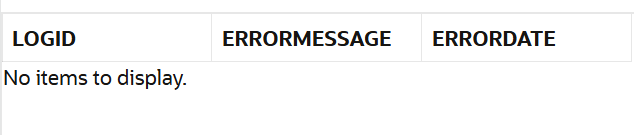 LOGID ERRORMESSAGE ERRORDATE
No items to display.